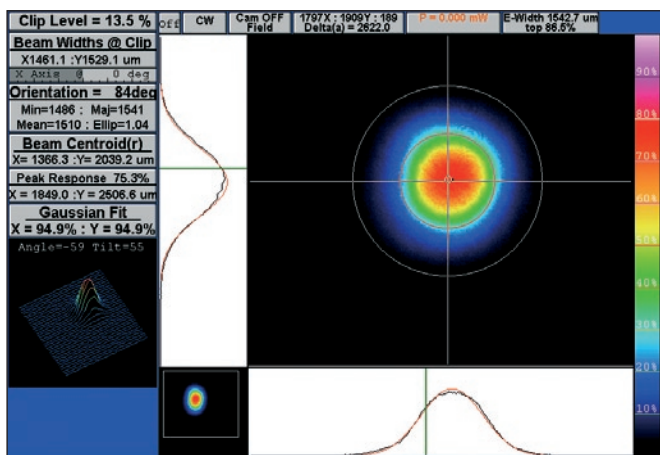 Clip Level = 13.5 %
Off
CW
Cam OFF
Field
1797X : 1909Y : 189
Delta(a) = 2622.0
P = 0,000 mW
E-Width 1542.7 um
top 86.5%
Beam Widths @ Clip
X1461.1 :Y1529.1 um
X Axis @ 0 deg
Orientation = 84deg
Min=1486 : Maj=1541
Mean=1510 : Ellip=1.04
Beam Centroid(r)
X= 1366.3 :Y= 2039.2 um
Peak Response 75.3%
X = 1849.0 : Y = 2506.6 um
Gaussian Fit
X = 94.9% : Y = 94.9%
Angle=-59 Tilt=55
90%
80%
70%
60%
50%
40%
30%
20%
10%